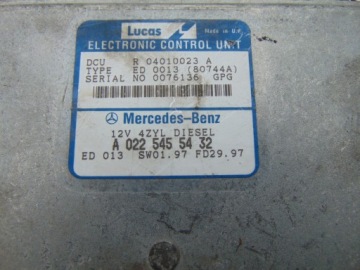 Lucas
Made in U.K.
ELECTRONIC CONTROL UNIT
DCU R 04010023 A
TYPE ED 0013 (80744A)
SERIAL NO 0076136 GPG
Mercedes-Benz
12V 4ZYL DIESEL
A 022 545 54 32
ED 013 SW01.97 FD29.97